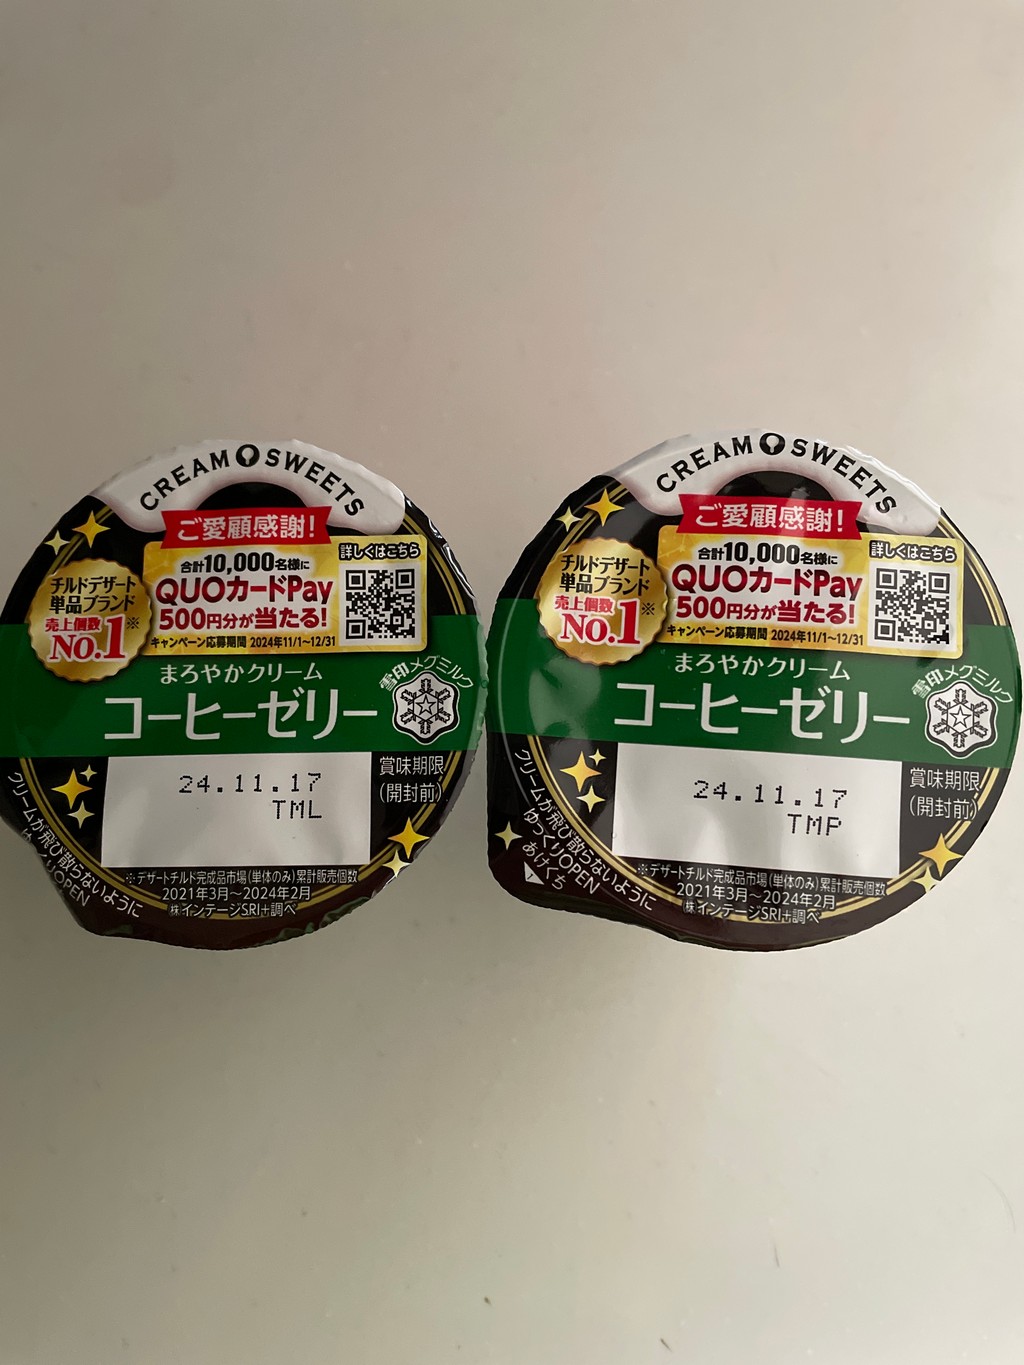 CREAM SWEETS
ご愛顧感謝!
合計10,000名様に
QUOカードPay
500円分が当たる!
キャンペーン応募期間 2024年11/1~12/31
詳しくはこちら
チルドデザート
単品ブランド
売上個数
No.1※
まろやかクリーム
コーヒーゼリー
雪印メグミルク
24.11.17
TML
賞味期限
(開封前)
※デザートチルド完成品市場(単体のみ)累計販売個数
2021年3月~2024年2月
㈱インテージSRI+調べ
クリームが飛び散らないように
OPEN
CREAM SWEETS
ご愛顧感謝!
合計10,000名様に
QUOカードPay
500円分が当たる!
キャンペーン応募期間 2024年11/1~12/31
詳しくはこちら
チルドデザート
単品ブランド
売上個数
No.1※
まろやかクリーム
コーヒーゼリー
雪印メグミルク
24.11.17
TMP
賞味期限
(開封前)
※デザートチルド完成品市場(単体のみ)累計販売個数
2021年3月~2024年2月
㈱インテージSRI+調べ
クリームが飛び散らないように
ゆっくりOPEN
あけくち